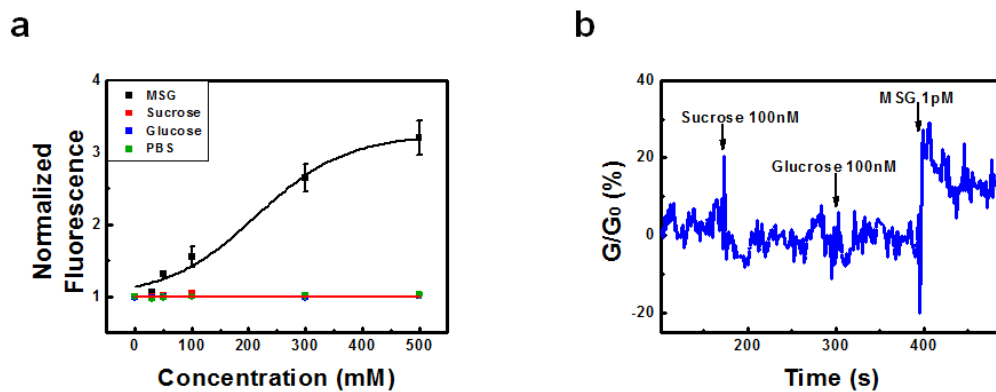 a
Normalized
Fluorescence
4
3
2
1
MSG
Sucrose
Glucose
PBS
0
100
200
300
400
500
Concentration (mM)
b
G/G0 (%)
40
20
0
-20
Sucrose 100nM
Glucrose 100nM
MSG 1pM
200
300
400
Time (s)